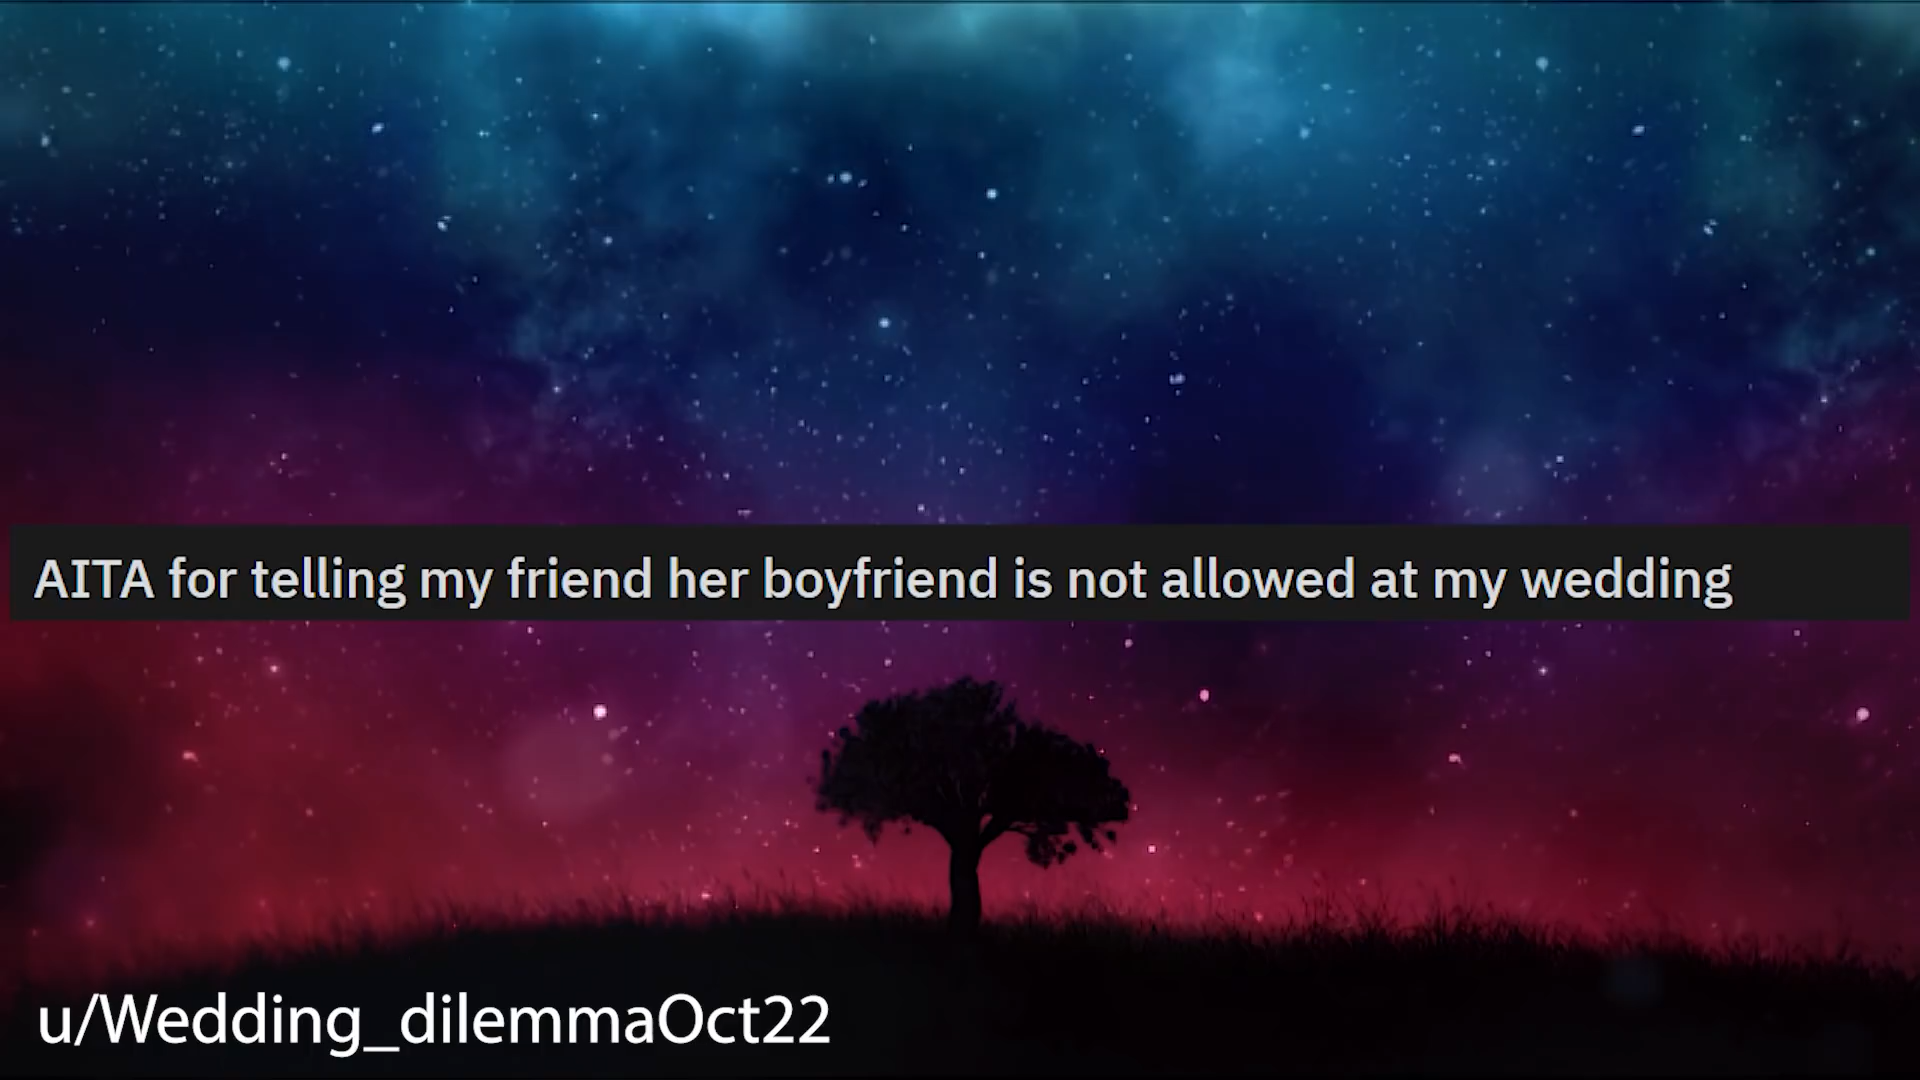 AITA for telling my friend her boyfriend is not allowed at my wedding
u/Wedding_dilemmaOct22